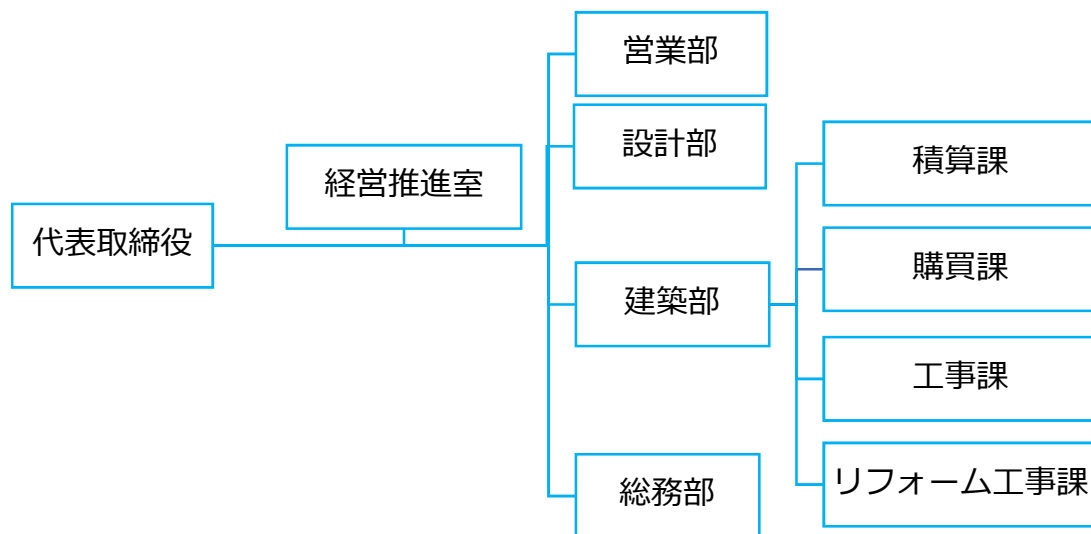 代表取締役
経営推進室
営業部
設計部
建築部
総務部
積算課
購買課
工事課
リフォーム工事課